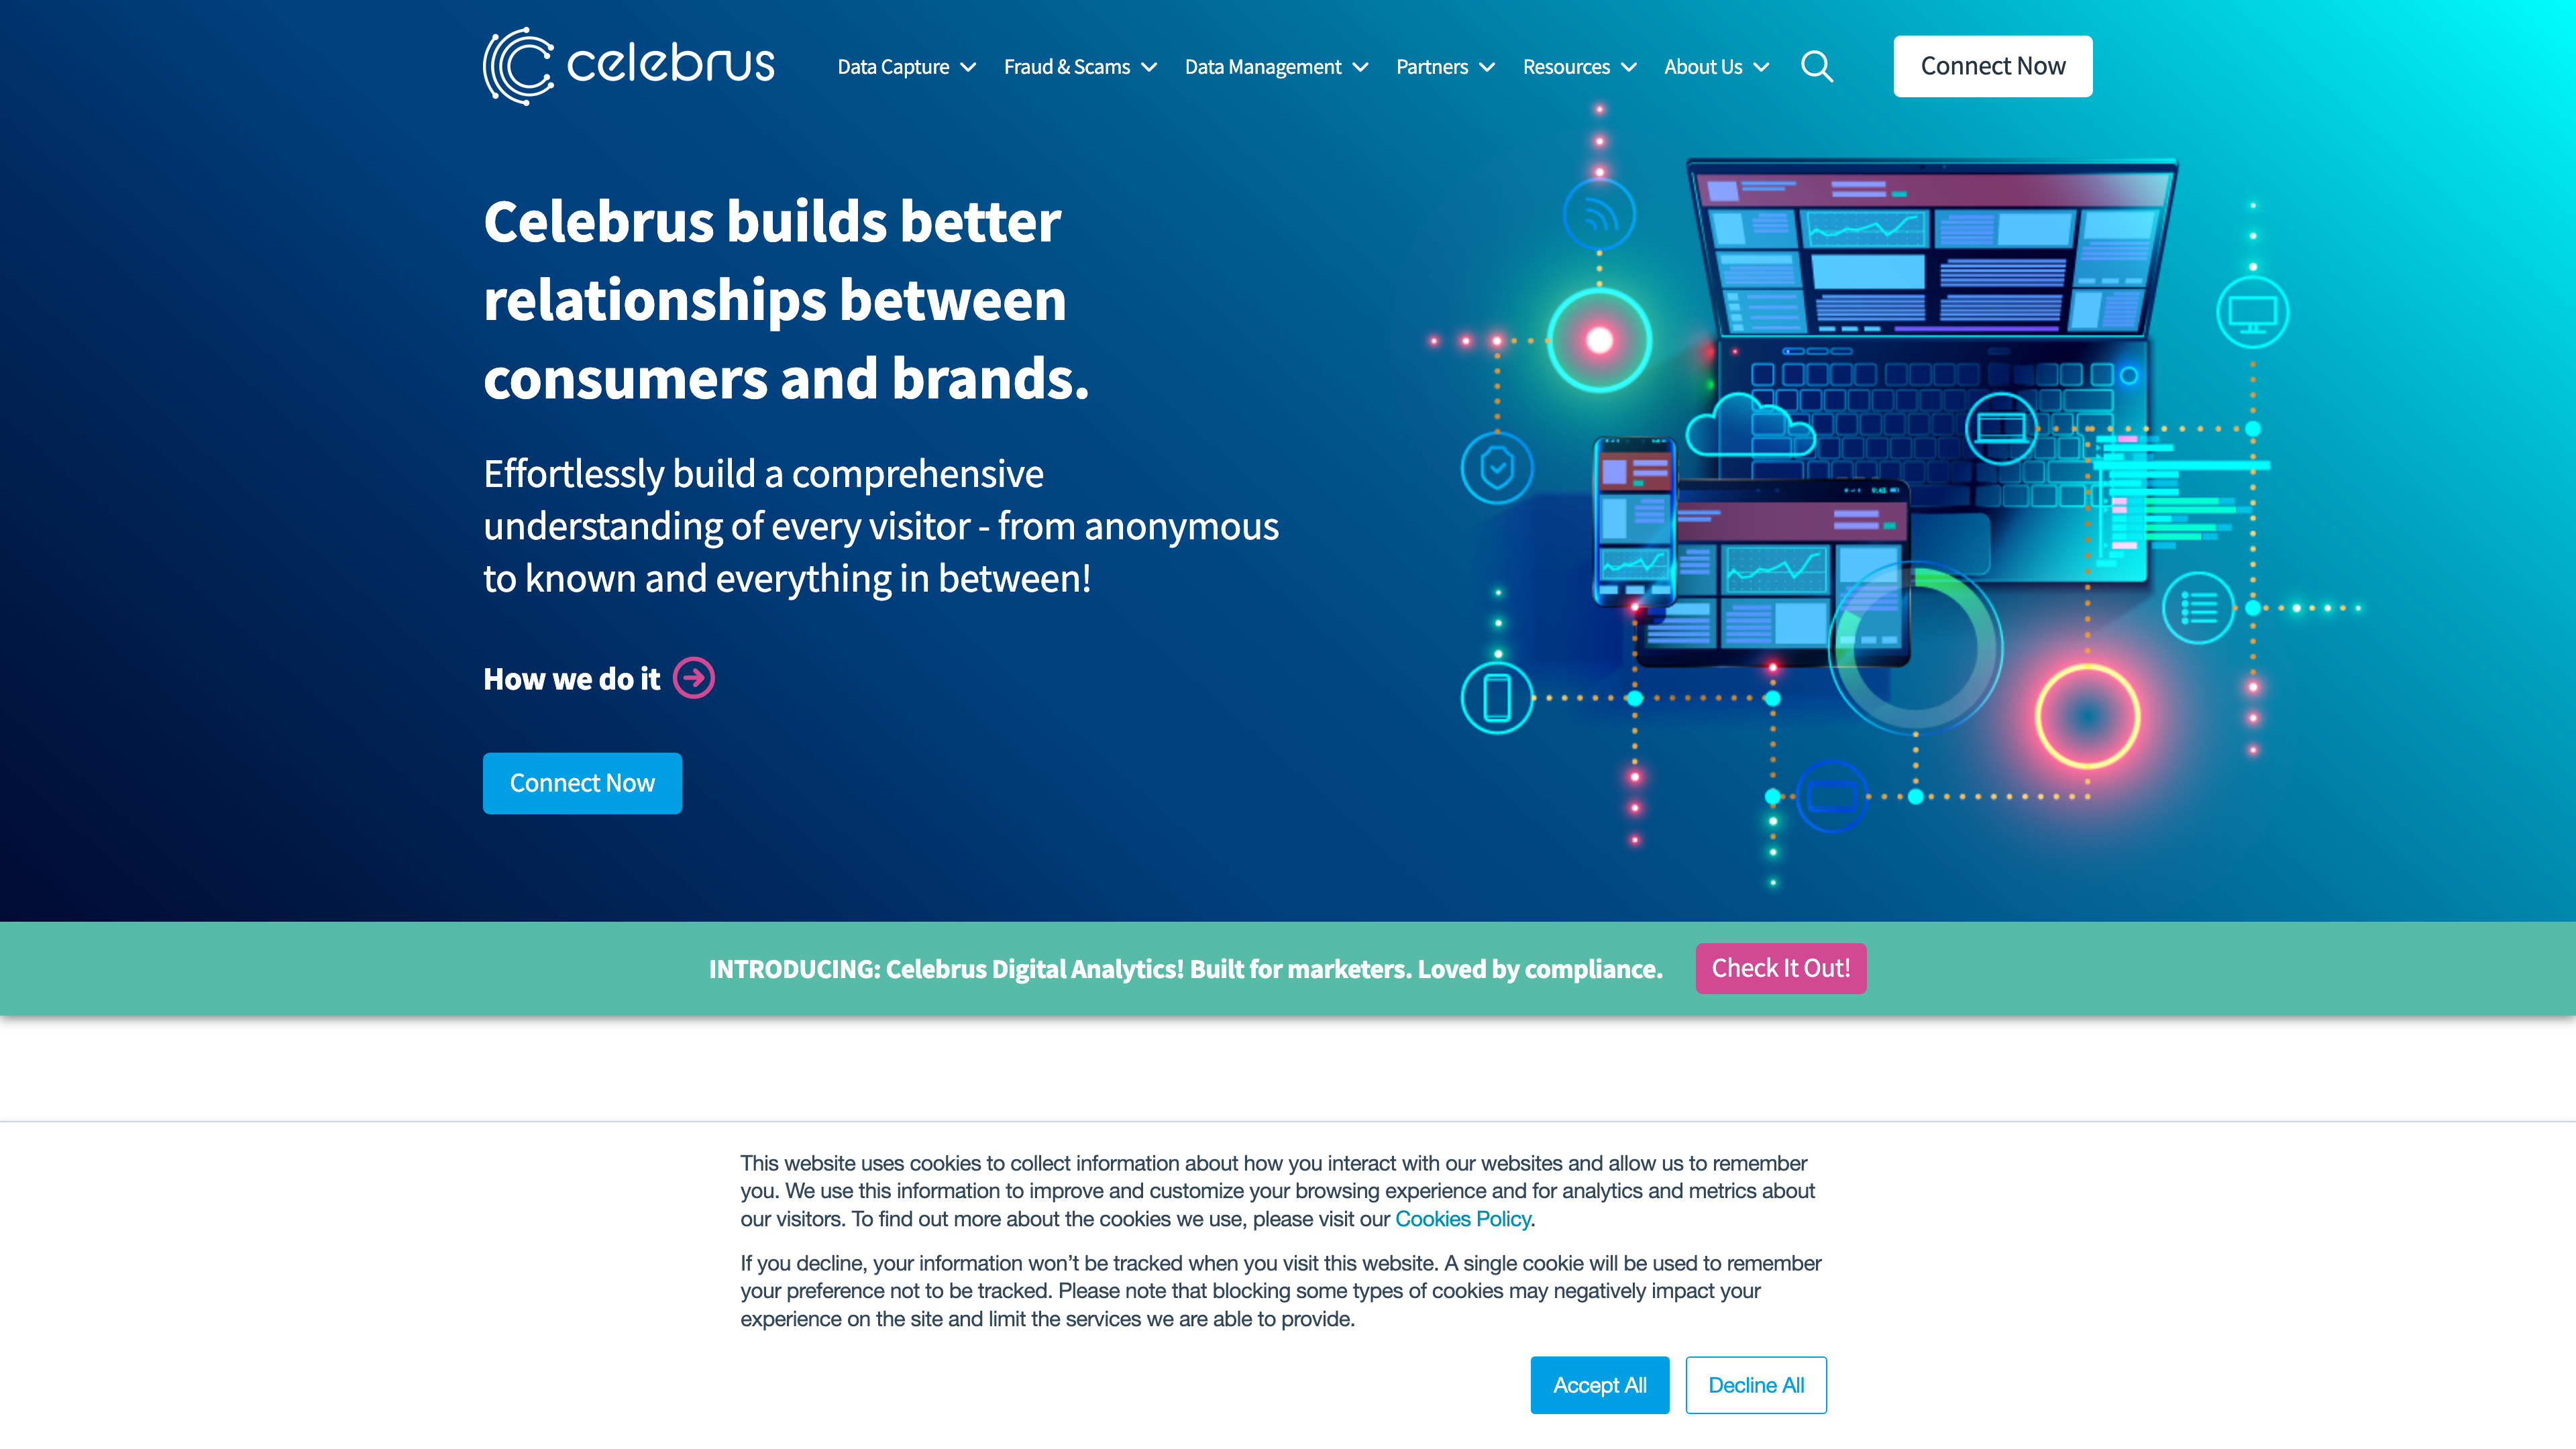 celebrus
Data Capture
Fraud & Scams
Data Management
Partners
Resources
About Us
Connect Now
Celebrus builds better
relationships between
consumers and brands.
Effortlessly build a comprehensive
understanding of every visitor - from anonymous
to known and everything in between!
How we do it
Connect Now
9:45
INTRODUCING: Celebrus Digital Analytics! Built for marketers. Loved by compliance.
Check It Out!
This website uses cookies to collect information about how you interact with our websites and allow us to remember
you. We use this information to improve and customize your browsing experience and for analytics and metrics about
our visitors. To find out more about the cookies we use, please visit our Cookies Policy.
If you decline, your information won’t be tracked when you visit this website. A single cookie will be used to remember
your preference not to be tracked. Please note that blocking some types of cookies may negatively impact your
experience on the site and limit the services we are able to provide.
Accept All
Decline All